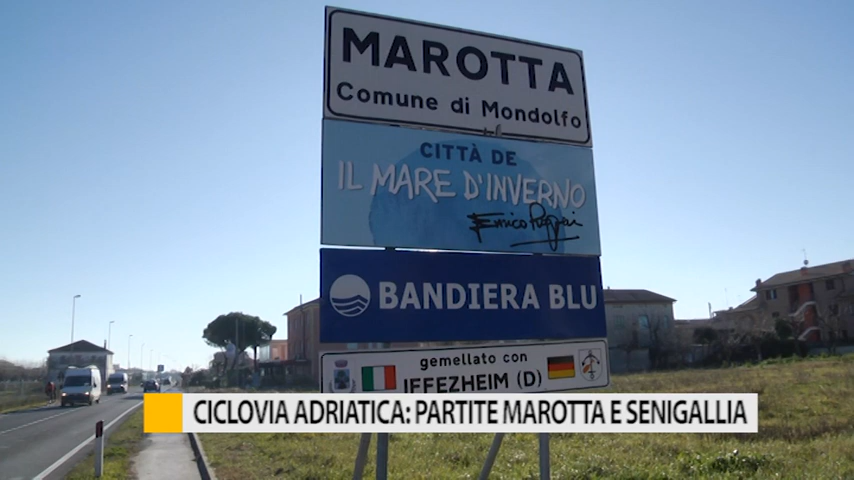 MAROTTA
Comune di Mondolfo
CITTÀ DE
IL MARE D'INVERNO
Enrico Ruggeri
BANDIERA BLU
gemellato con
IFFEZHEIM (D)
CICLOVIA ADRIATICA: PARTITE MAROTTA E SENIGALLIA